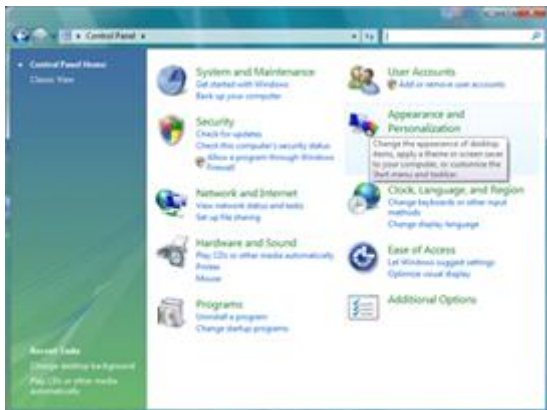 Control Panel
Control Panel Home
Classic View
System and Maintenance
Get started with Windows
Back up your computer
Security
Check for updates
Check this computer's security status
Allow a program through Windows
Firewall
Network and Internet
View network status and tasks
Set up file sharing
Hardware and Sound
Play CDs or other media automatically
Printer
Mouse
Programs
Uninstall a program
Change startup programs
User Accounts
Add or remove user accounts
Appearance and
Personalization
Change the appearance of desktop
items, apply a theme or screen saver
to your computer, or customize the
Start menu and taskbar.
Clock, Language, and Region
Change keyboards or other input
methods
Change display language
Ease of Access
Let Windows suggest settings
Optimize visual display
Additional Options
Recent Tasks
Change desktop background
Play CDs or other media
automatically